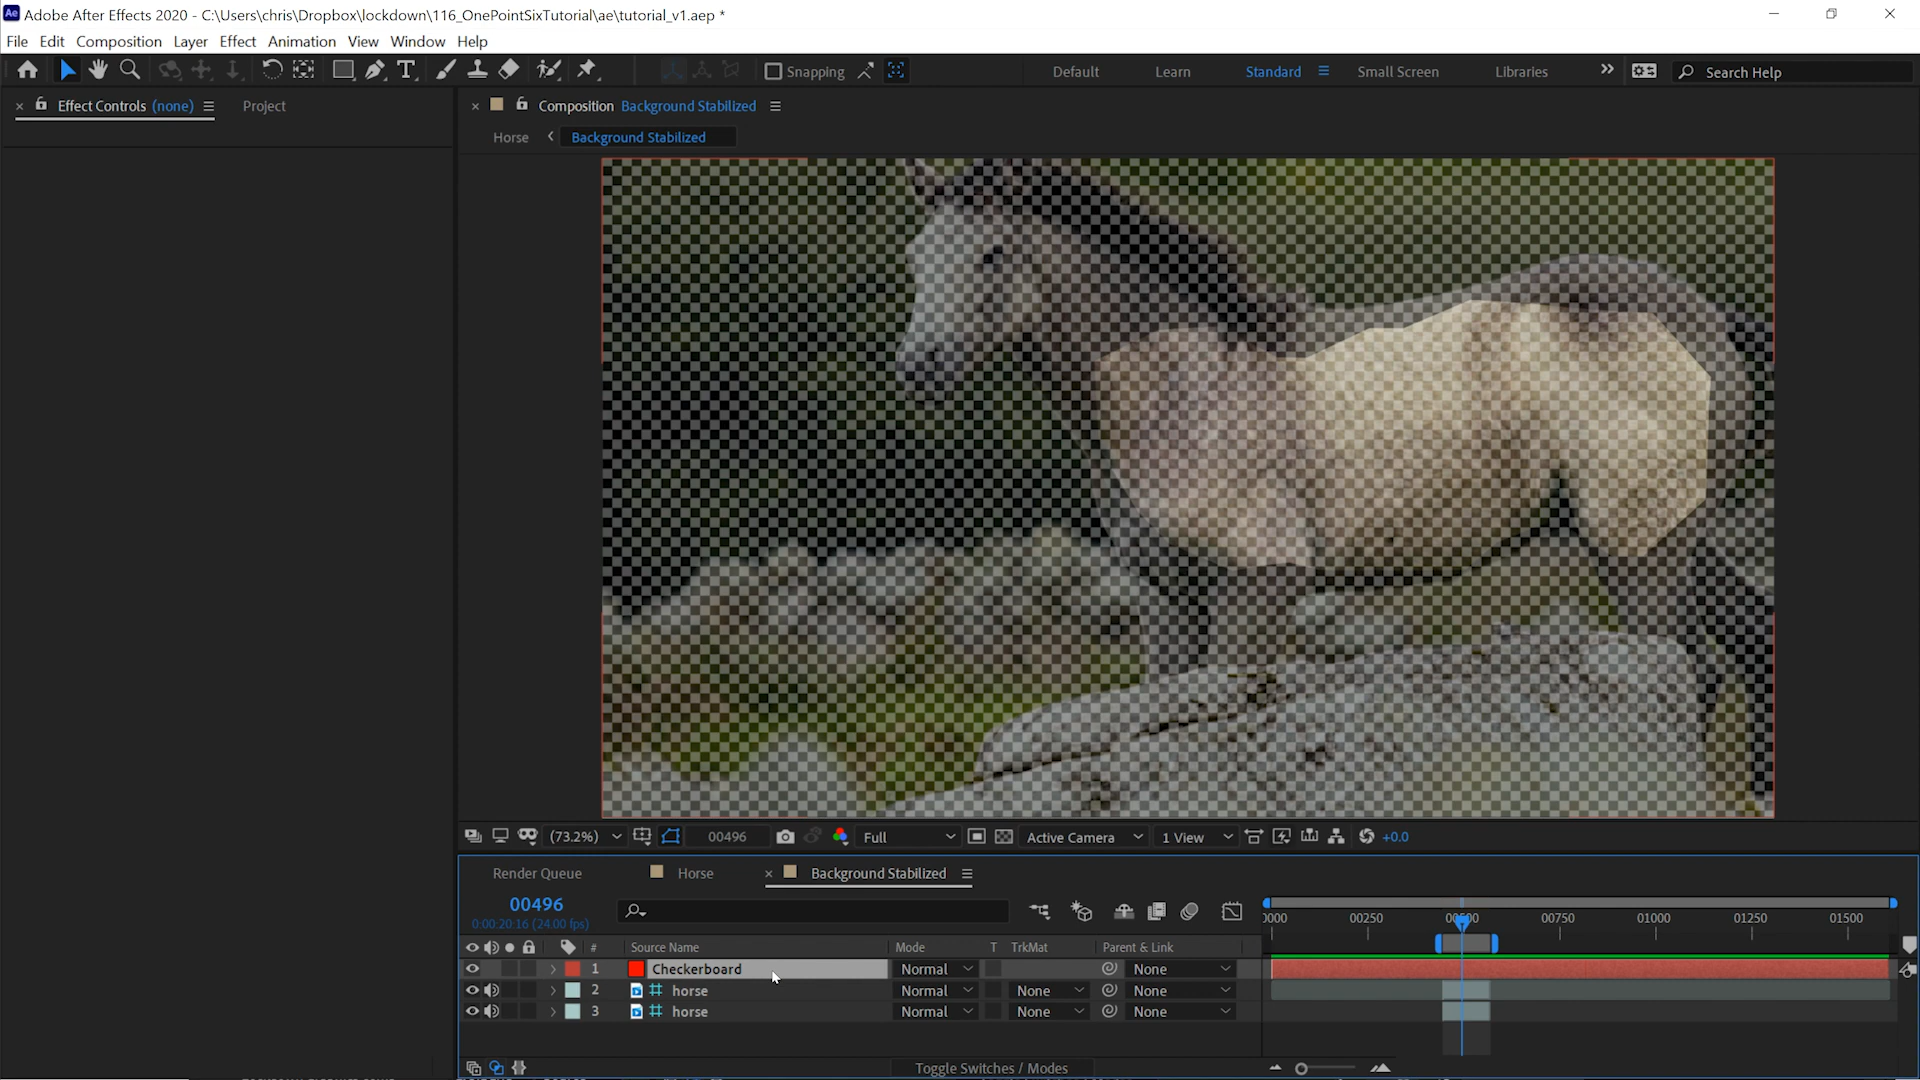 Ae Adobe After Effects 2020 - C:\Users\chris\Dropbox\lockdown\116_OnePointSixTutorial\ae\tutorial_v1.aep *
File Edit Composition Layer Effect Animation View Window Help
Snapping Default Learn Standard Small Screen Libraries Search Help
Effect Controls (none) Project Composition Background Stabilized
Horse Background Stabilized
(73.2%) 00496 Full Active Camera 1 View +0.0
Render Queue Horse Background Stabilized
00496
0:00:20:16 (24.00 fps)
0000 00250 00500 00750 01000 01250 01500
# Source Name Mode T TrkMat Parent & Link
1 Checkerboard Normal None
2 horse Normal None None
3 horse Normal None None
Toggle Switches / Modes